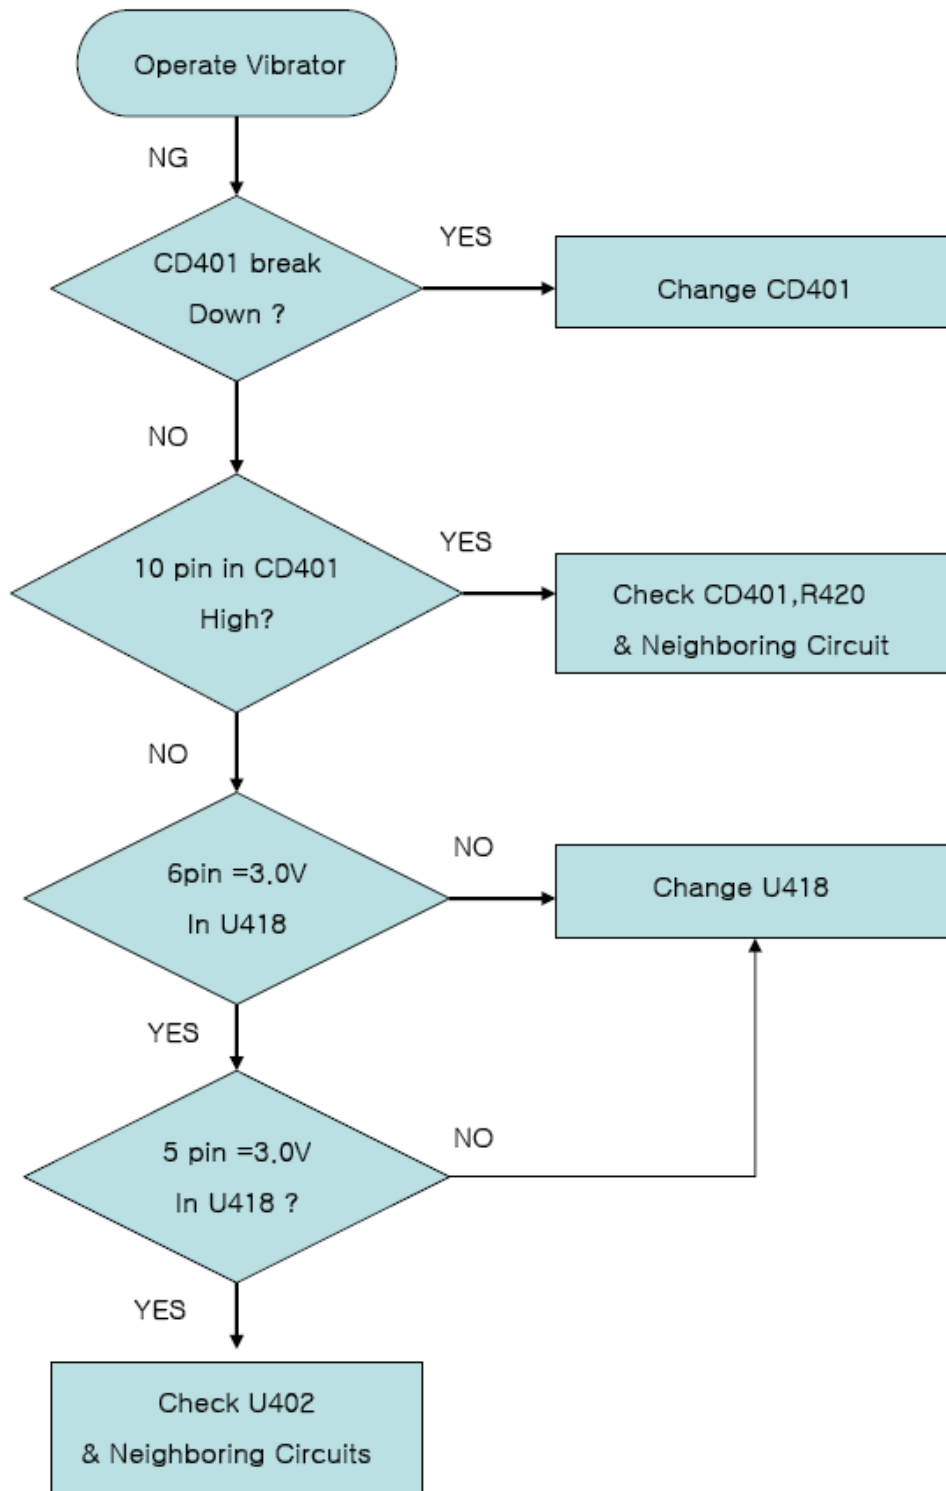 Operate Vibrator
NG
CD401 break
Down ?
YES
Change CD401
NO
10 pin in CD401
High?
YES
Check CD401,R420
& Neighboring Circuit
NO
6pin =3.0V
In U418
NO
Change U418
YES
5 pin =3.0V
In U418 ?
NO
YES
Check U402
& Neighboring Circuits